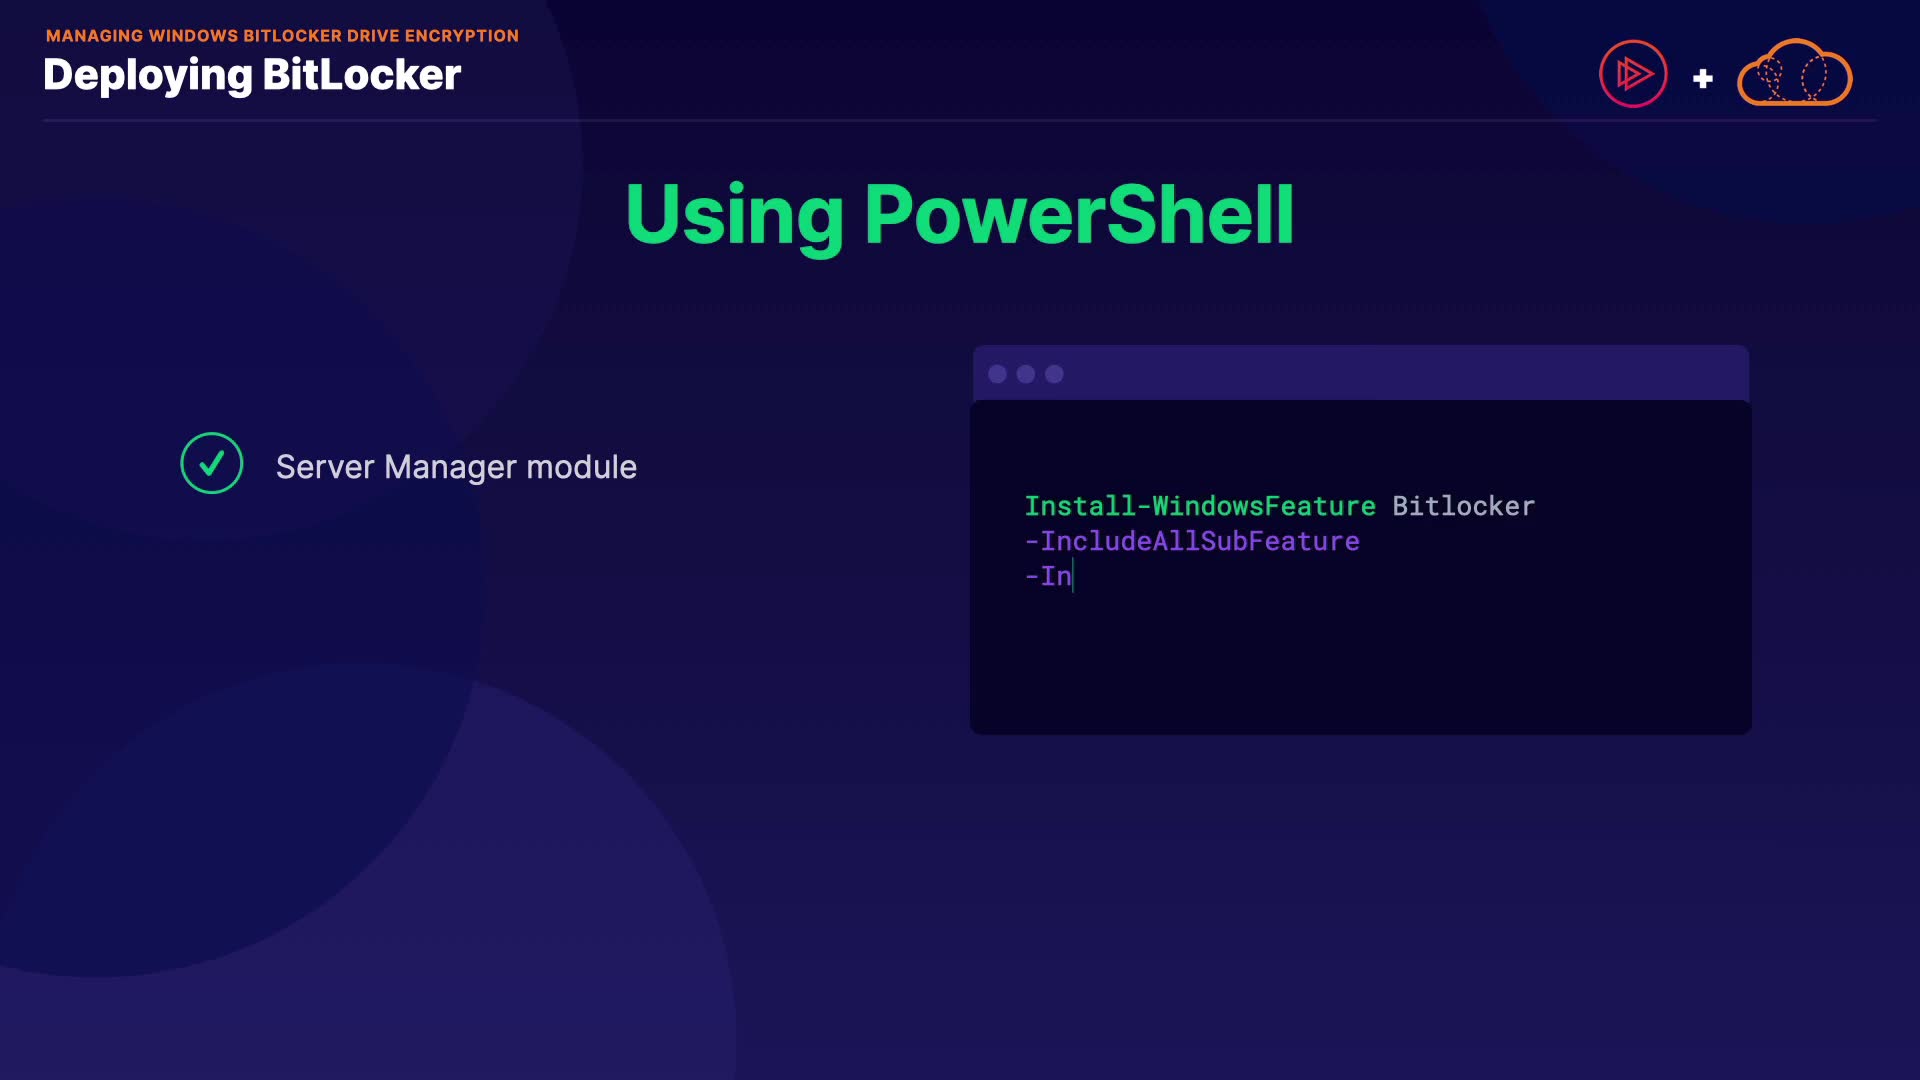 MANAGING WINDOWS BITLOCKER DRIVE ENCRYPTION
Deploying BitLocker
Using PowerShell
Server Manager module
Install-WindowsFeature Bitlocker
-IncludeAllSubFeature
-In